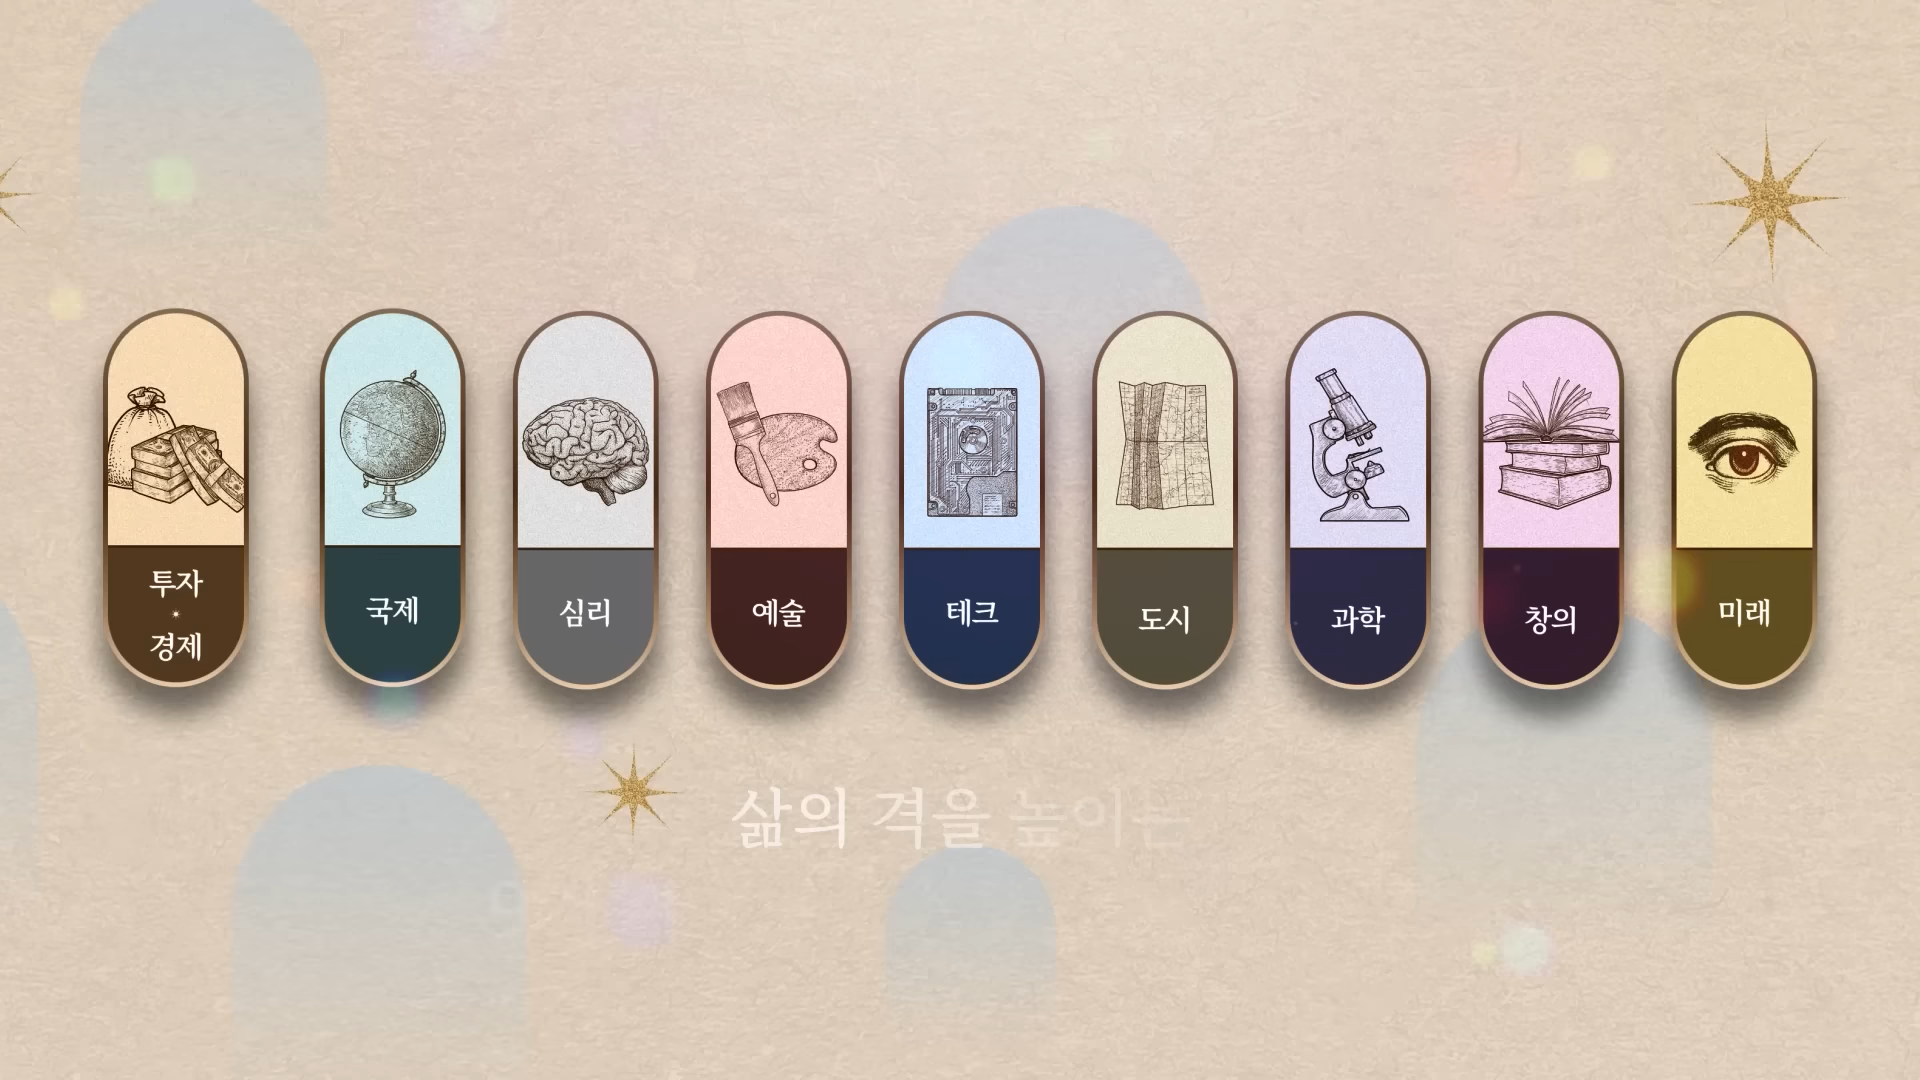 투자
·
경제
국제
심리
예술
테크
도시
과학
창의
미래
삶의 격을 높이는